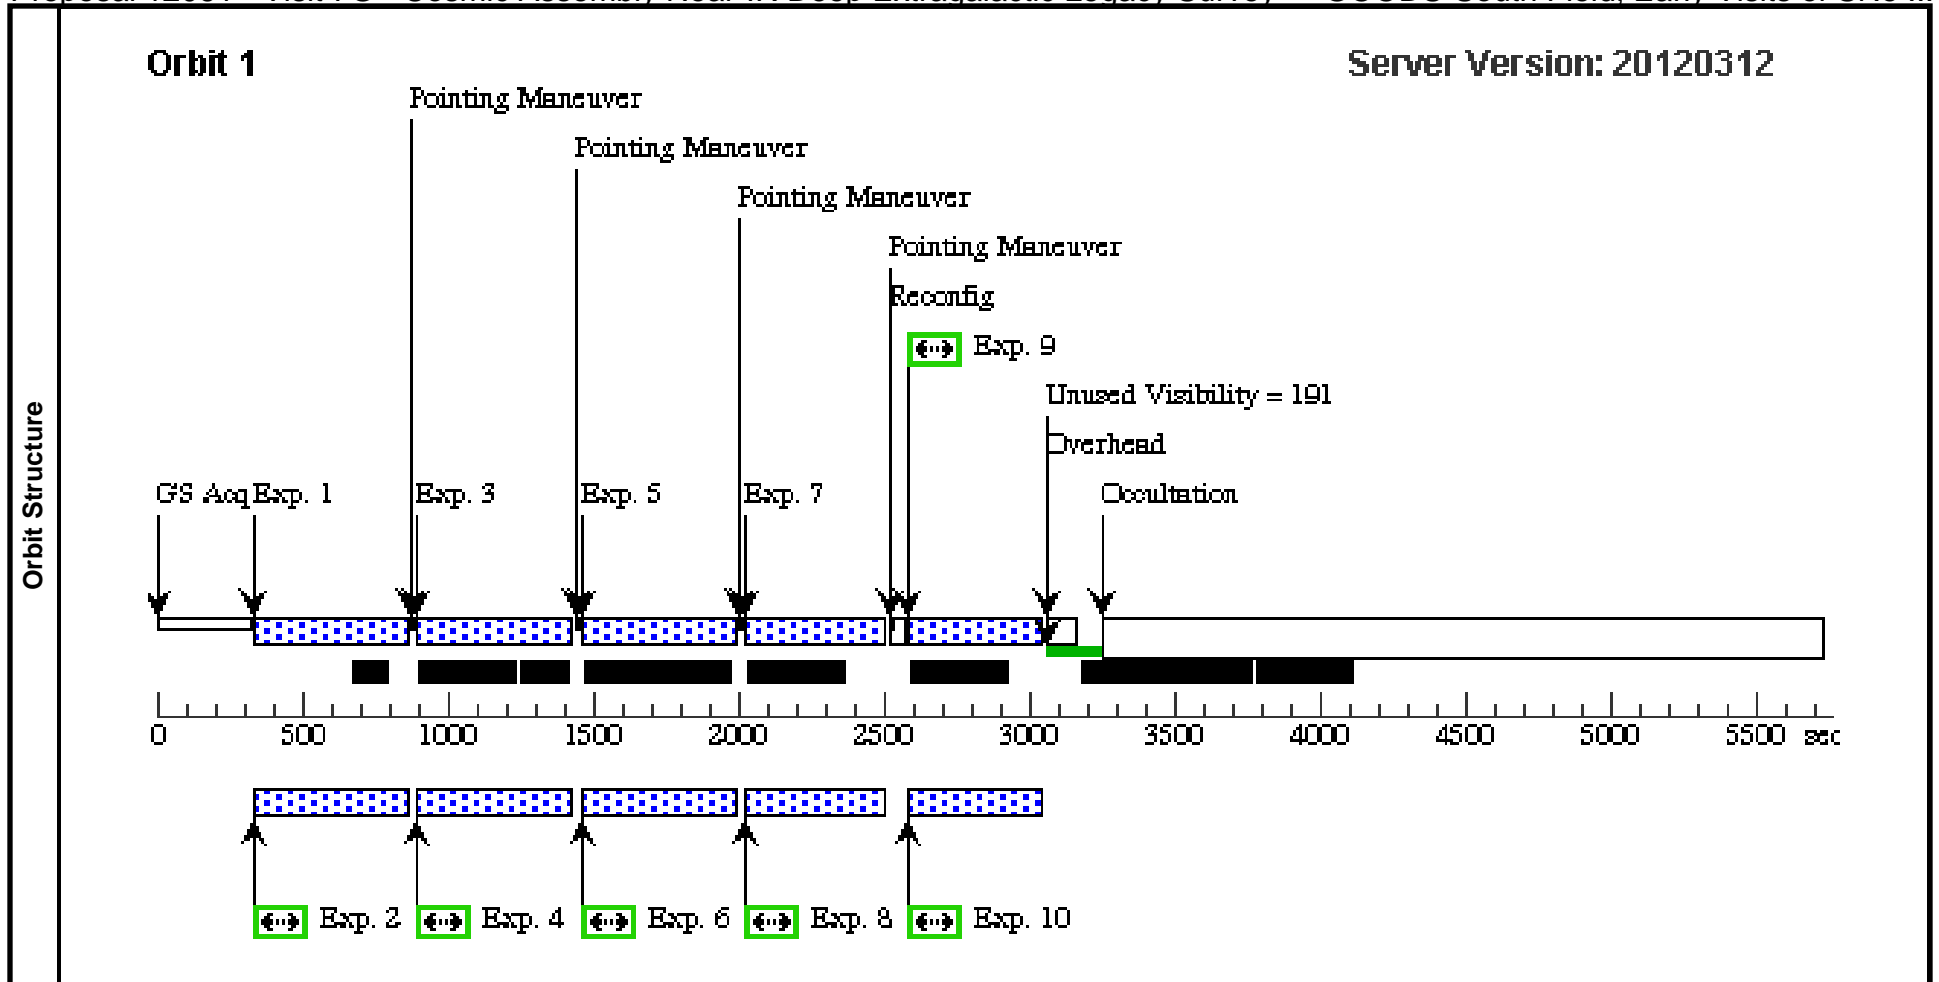 Orbit 1
Server Version: 20120312
Pointing Maneuver
Pointing Maneuver
Pointing Maneuver
Pointing Maneuver
Reconfig
Exp. 9
Unused Visibility = 191
Overhead
GS Acq Exp. 1 Exp. 3 Exp. 5 Exp. 7 Occultation
Orbit Structure
0 500 1000 1500 2000 2500 3000 3500 4000 4500 5000 5500 sec
Exp. 2 Exp. 4 Exp. 6 Exp. 8 Exp. 10